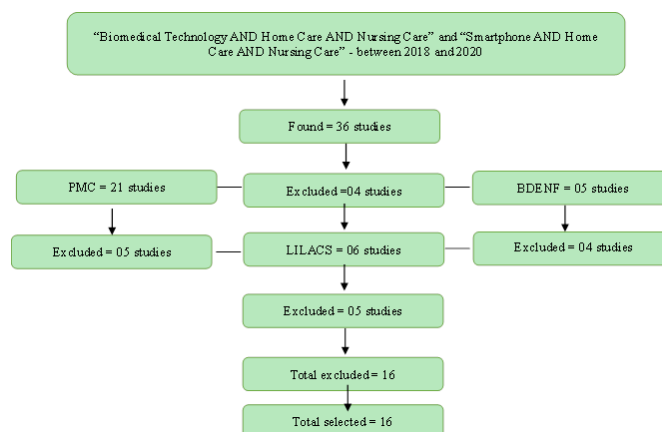 “Biomedical Technology AND Home Care AND Nursing Care” and “Smartphone AND Home
Care AND Nursing Care” - between 2018 and 2020
Found = 36 studies
PMC = 21 studies
Excluded =04 studies
BDENF = 05 studies
Excluded = 05 studies
LILACS = 06 studies
Excluded = 04 studies
Excluded = 05 studies
Total excluded = 16
Total selected = 16